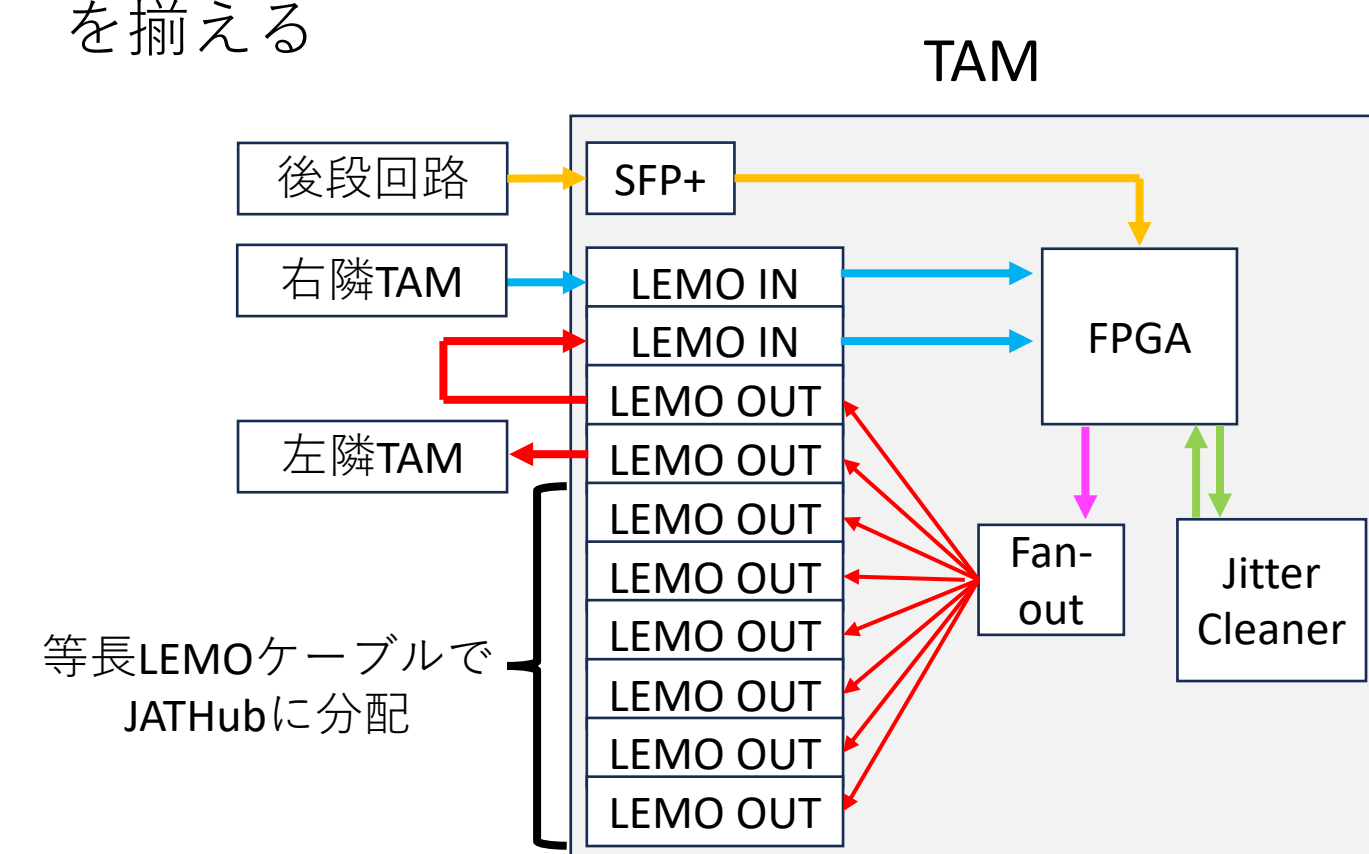 を揃える
TAM
後段回路
SFP+
右隣TAM
LEMO IN
LEMO IN
FPGA
LEMO OUT
左隣TAM
LEMO OUT
LEMO OUT
LEMO OUT
LEMO OUT
LEMO OUT
LEMO OUT
LEMO OUT
Fan-
out
Jitter
Cleaner
等長LEMOケーブルで
JATHubに分配